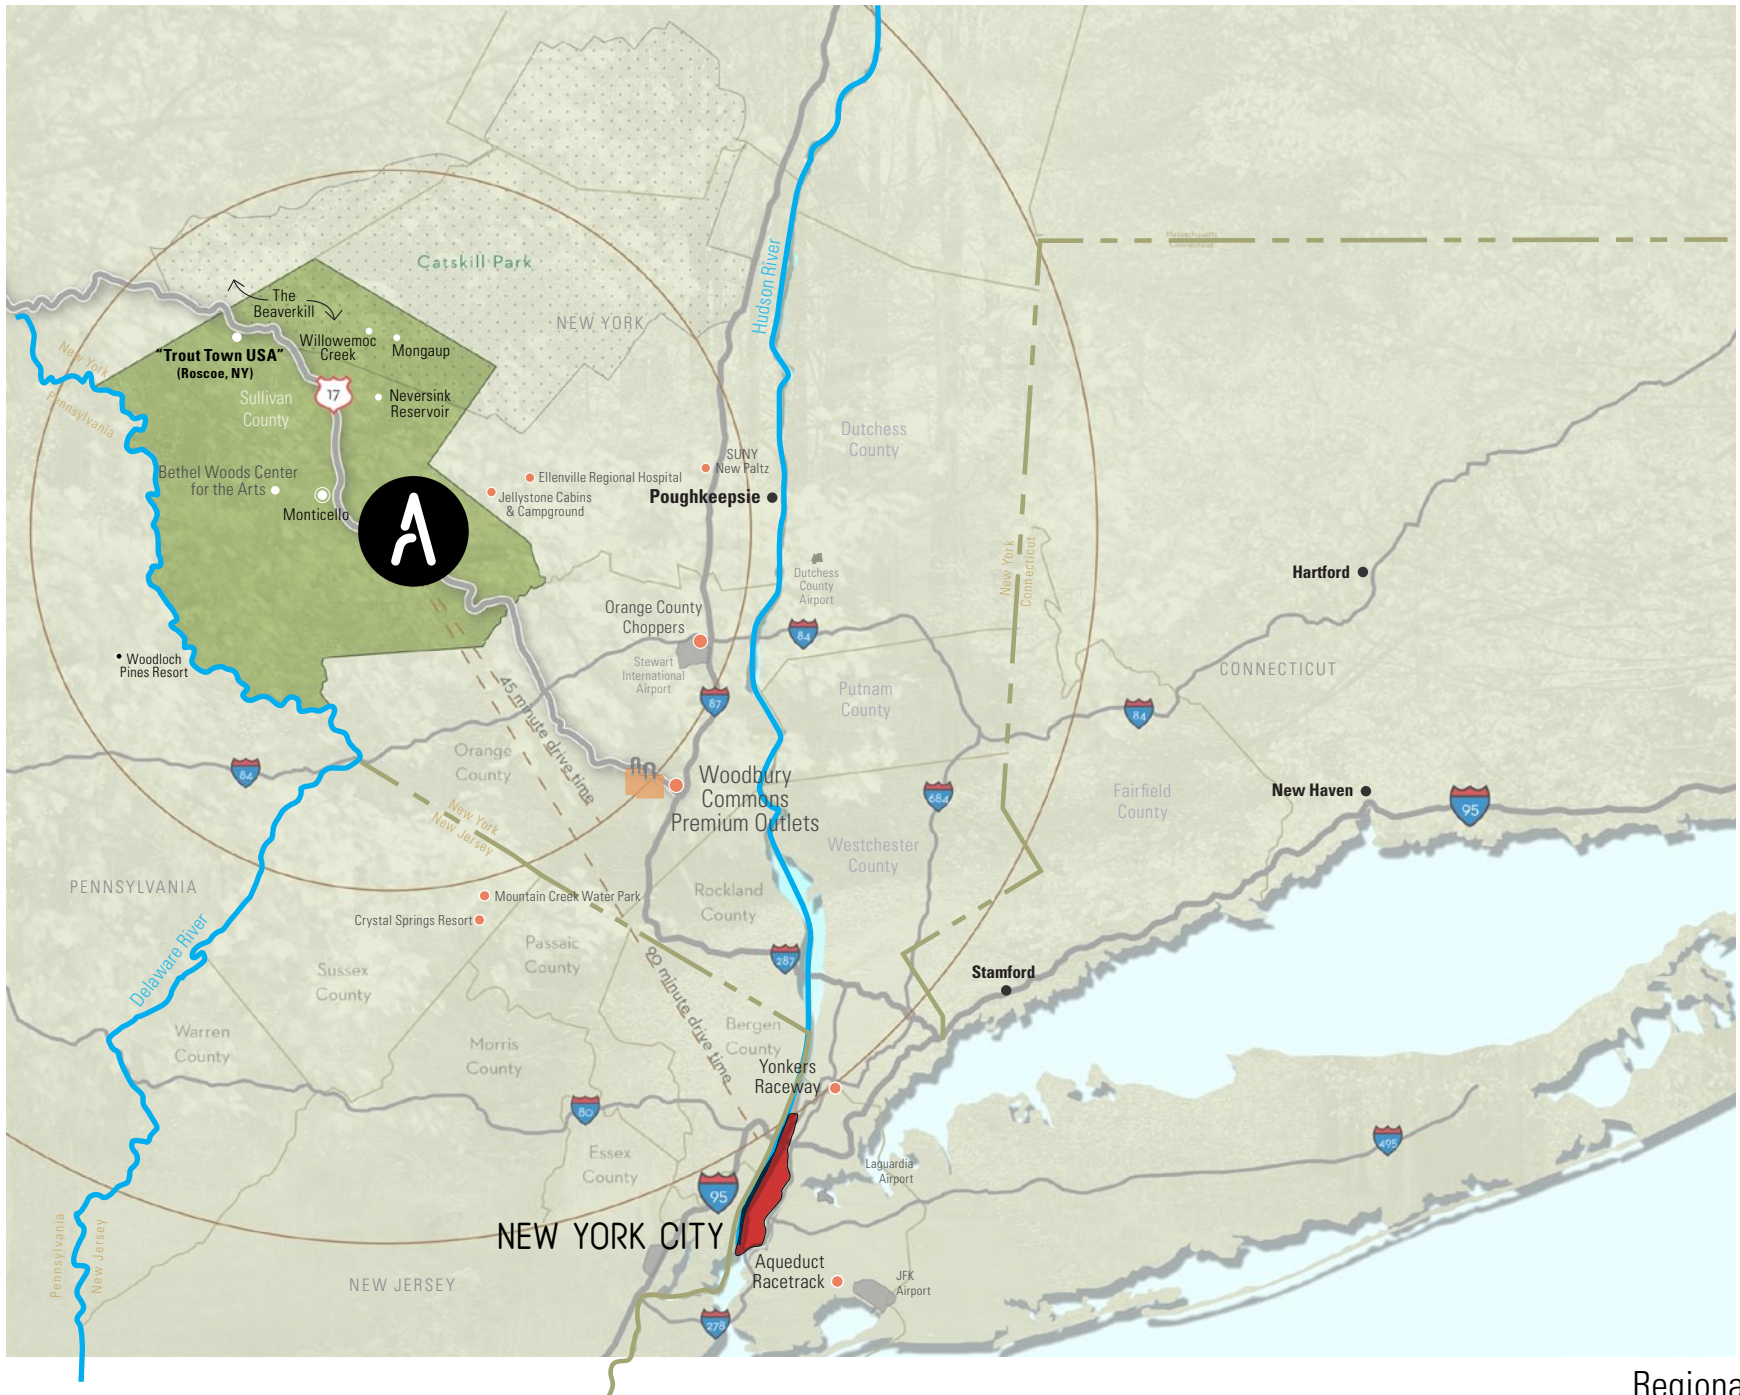 Massachusetts
Connecticut
Catskill Park
Hudson River
The
Beaverkill
NEW YORK
Willowemoc
Creek
Mongaup
"Trout Town USA"
(Roscoe, NY)
New York
Pennsylvania
17
Sullivan
County
Neversink
Reservoir
Dutchess
County
Bethel Woods Center
for the Arts
Monticello
SUNY
New Paltz
Ellenville Regional Hospital
Jellystone Cabins
& Campground
Poughkeepsie
New York
Connecticut
Dutchess
County
Airport
Hartford
Orange County
Choppers
84
Woodloch
Pines Resort
Stewart
International
Airport
CONNECTICUT
87
Putnam
County
84
45 minute drive time
Orange
County
84
Woodbury
Commons
Premium Outlets
684
Fairfield
County
New Haven
95
New York
New Jersey
Westchester
County
PENNSYLVANIA
Mountain Creek Water Park
Crystal Springs Resort
Rockland
County
Delaware River
Passaic
County
287
Sussex
County
Stamford
90 minute drive time
Warren
County
Morris
County
Bergen
County
Yonkers
Raceway
80
495
Essex
County
Laguardia
Airport
95
NEW YORK CITY
Pennsylvania
New Jersey
NEW JERSEY
Aqueduct
Racetrack
JFK
Airport
278
Regiona